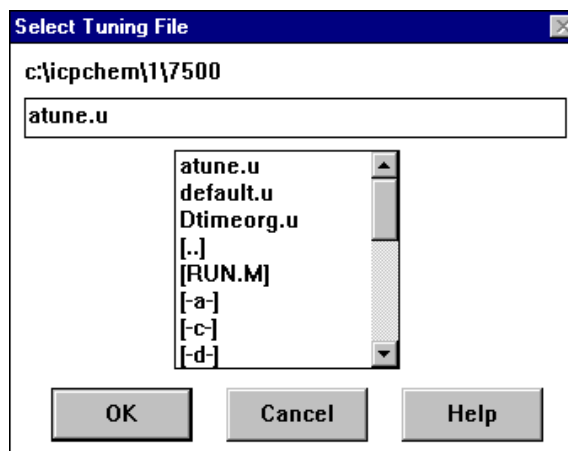 Select Tuning File
c:\icpchem\1\7500
atune.u
atune.u
default.u
Dtimeorg.u
[..]
[RUN.M]
[-a-]
[-c-]
[-d-]
OK Cancel Help